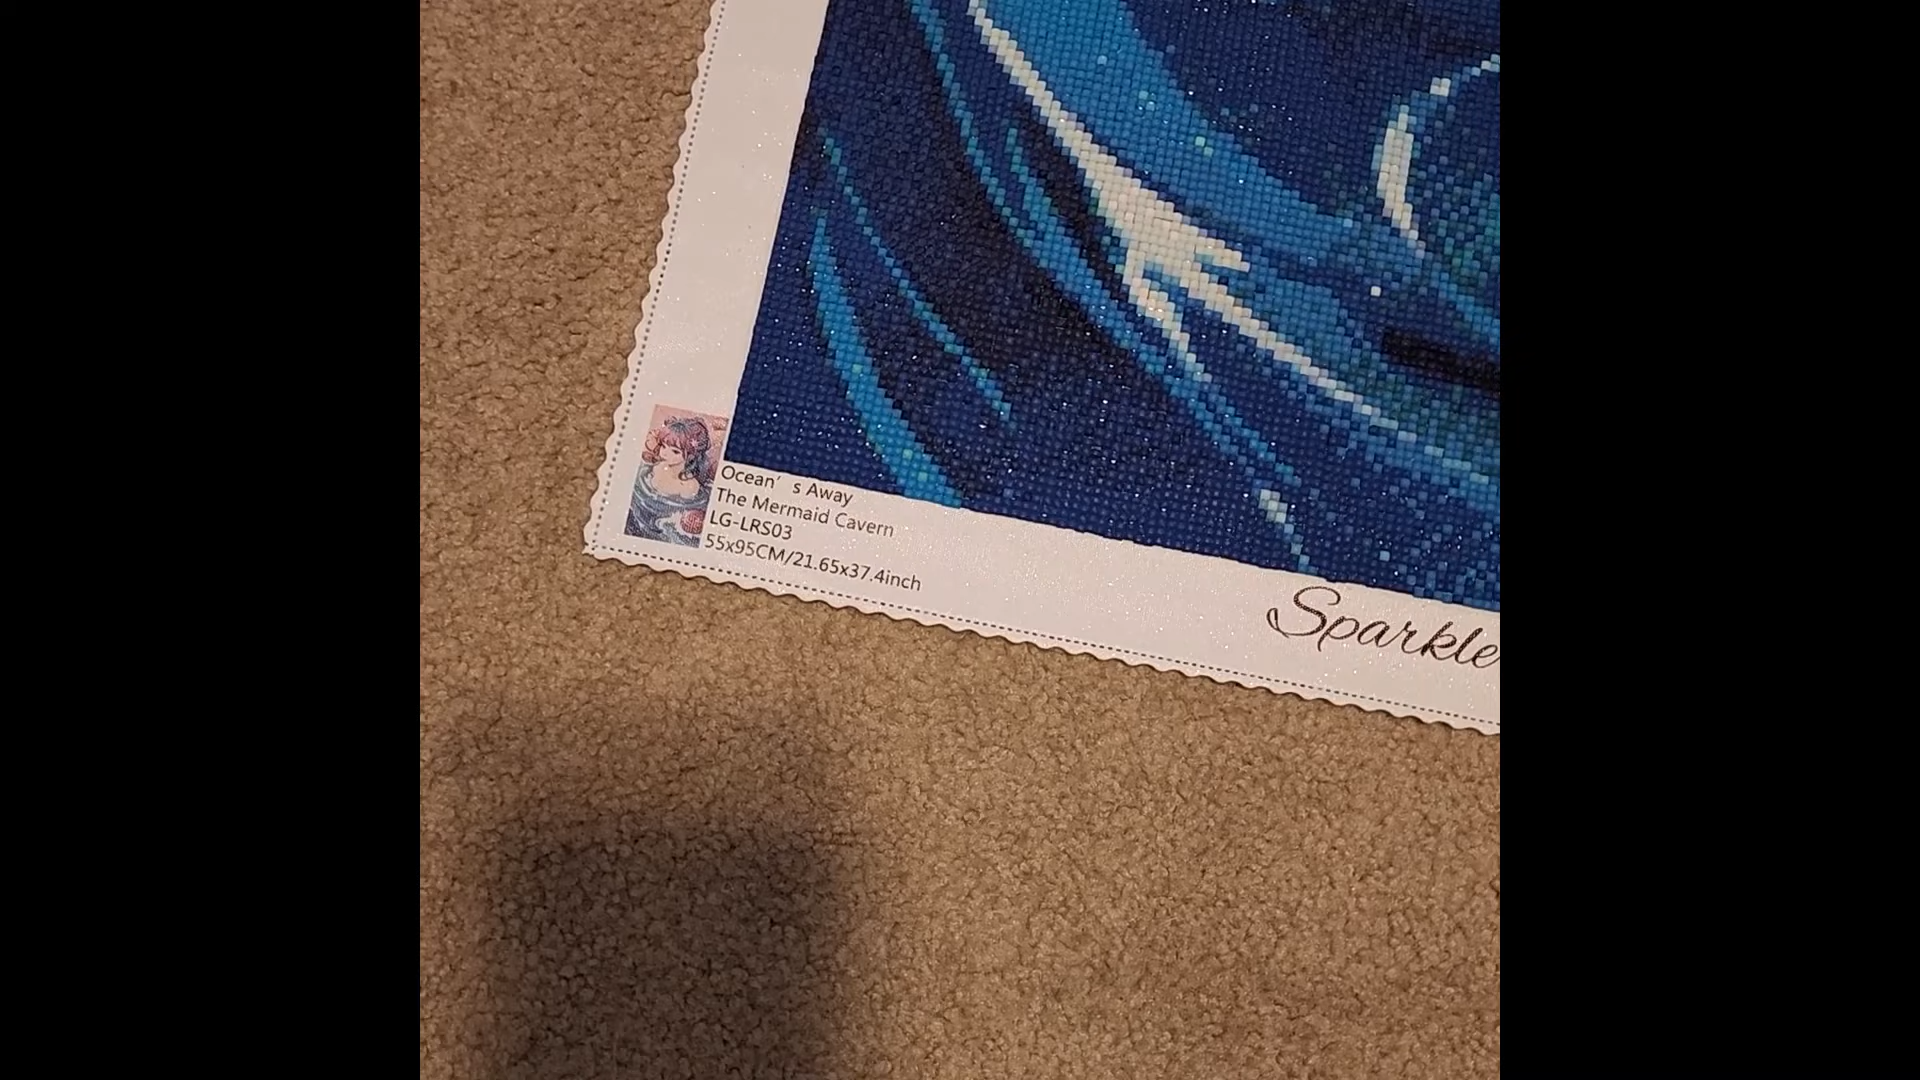 Ocean's Away
The Mermaid Cavern
LG-LRS03
55x95CM/21.65x37.4inch
Sparkle